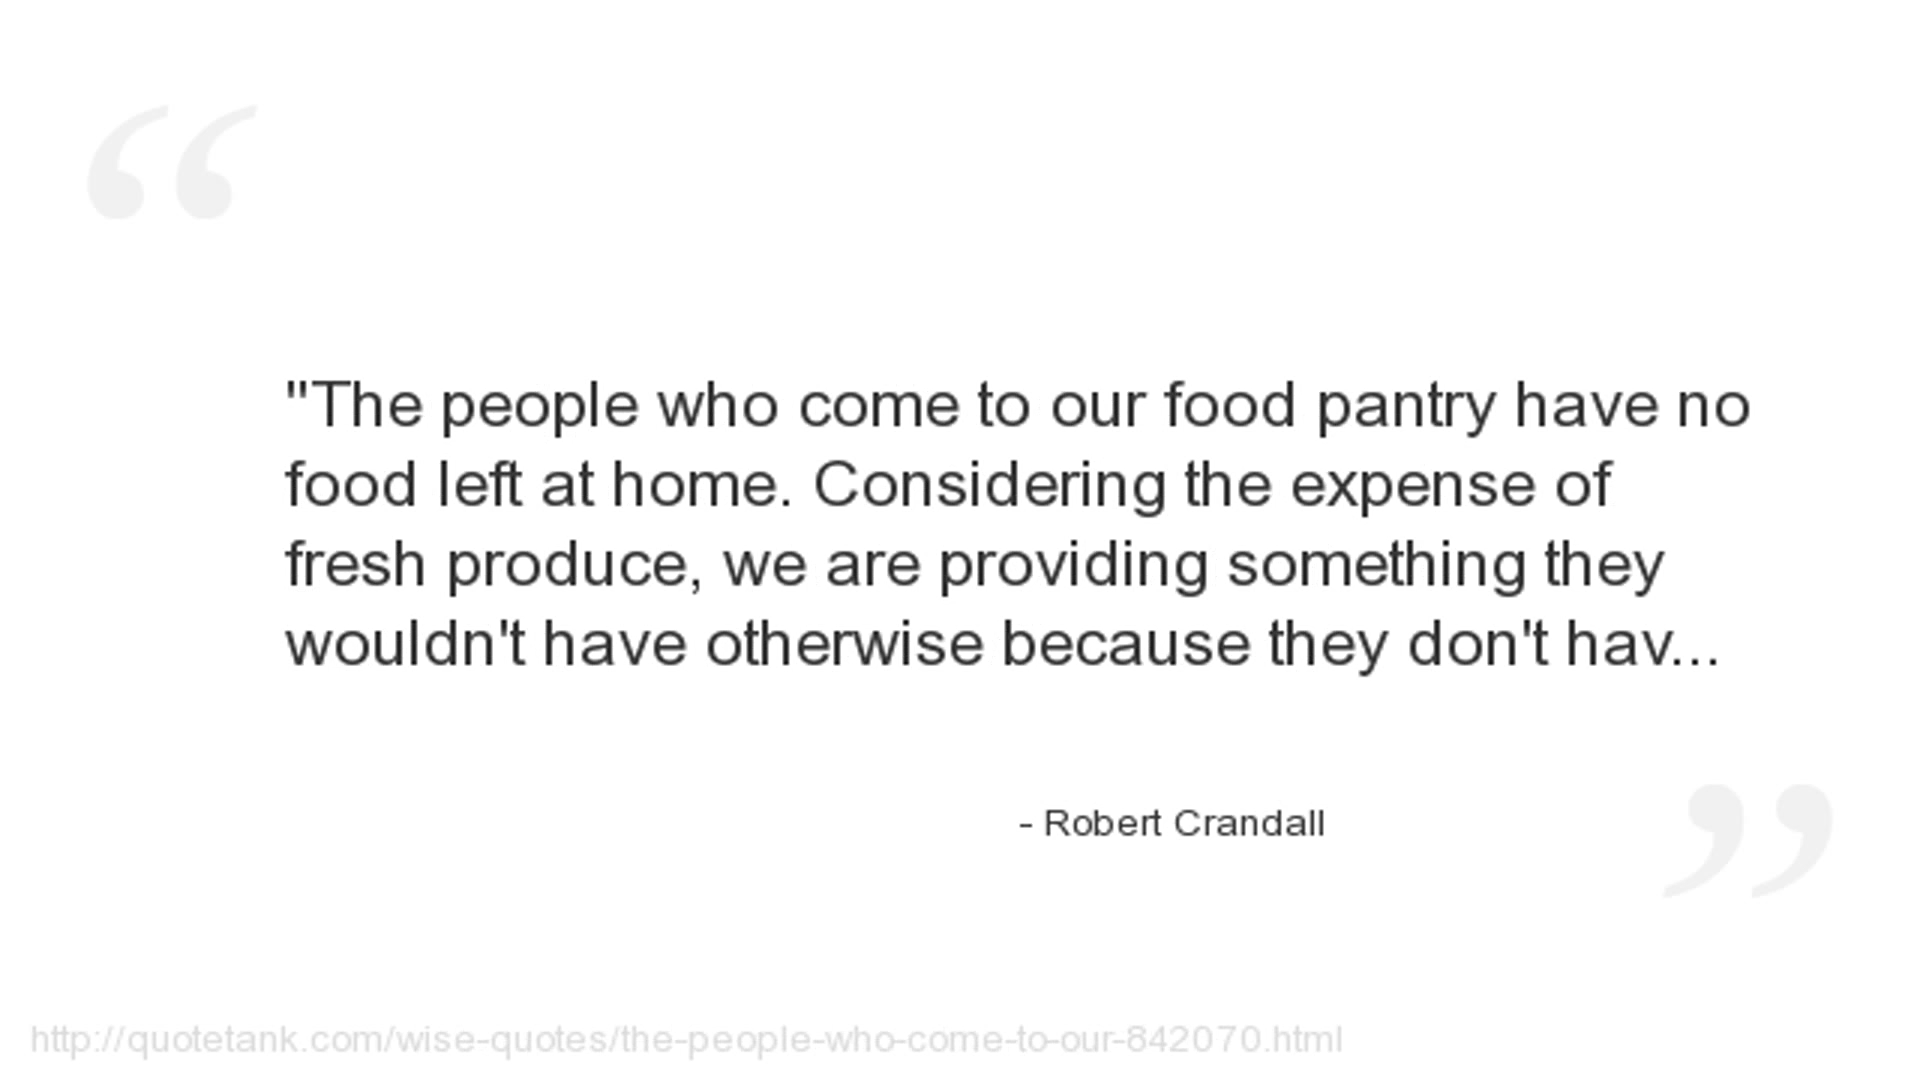 "The people who come to our food pantry have no
food left at home. Considering the expense of
fresh produce, we are providing something they
wouldn't have otherwise because they don't hav...
- Robert Crandall
http://quotetank.com/wise-quotes/the-people-who-come-to-our-842070.html